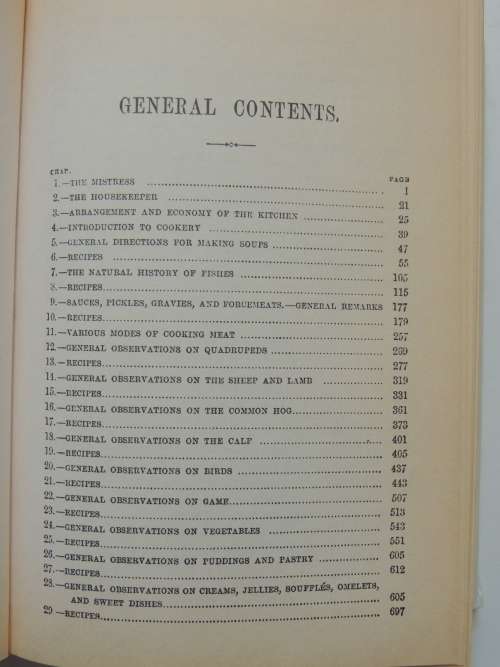 GENERAL CONTENTS.
CHAP. PAGE
1.—THE MISTRESS 1
2.—THE HOUSEKEEPER 21
3.—ARRANGEMENT AND ECONOMY OF THE KITCHEN 25
4.—INTRODUCTION TO COOKERY 39
5.—GENERAL DIRECTIONS FOR MAKING SOUPS 47
6.—RECIPES 55
7.—THE NATURAL HISTORY OF FISHES 105
8.—RECIPES 115
9.—SAUCES, PICKLES, GRAVIES, AND FORCEMEATS.—GENERAL REMARKS 177
10.—RECIPES 179
11.—VARIOUS MODES OF COOKING MEAT 257
12.—GENERAL OBSERVATIONS ON QUADRUPEDS 269
13.—RECIPES 277
14.—GENERAL OBSERVATIONS ON THE SHEEP AND LAMB 319
15.—RECIPES 331
16.—GENERAL OBSERVATIONS ON THE COMMON HOG 361
17.—RECIPES 373
18.—GENERAL OBSERVATIONS ON THE CALF 401
19.—RECIPES 405
20.—GENERAL OBSERVATIONS ON BIRDS 437
21.—RECIPES 443
22.—GENERAL OBSERVATIONS ON GAME 507
23.—RECIPES 513
24.—GENERAL OBSERVATIONS ON VEGETABLES 543
25.—RECIPES 551
26.—GENERAL OBSERVATIONS ON PUDDINGS AND PASTRY 605
27.—RECIPES 612
28.—GENERAL OBSERVATIONS ON CREAMS, JELLIES, SOUFFLÉS, OMELETS,
AND SWEET DISHES 605
29—RECIPES 697